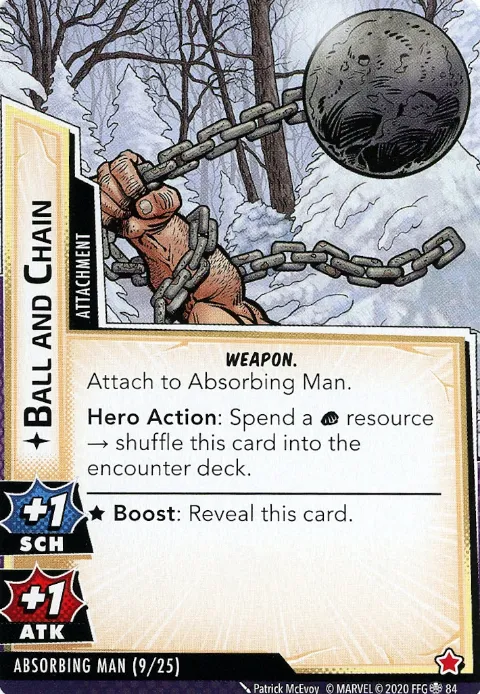 BALL AND CHAIN
ATTACHMENT
WEAPON.
Attach to Absorbing Man.
Hero Action: Spend a resource
→ shuffle this card into the
encounter deck.
★ Boost: Reveal this card.
+1
SCH
+1
ATK
ABSORBING MAN (9/25)
Patrick McEvoy © MARVEL © 2020 FFG 84